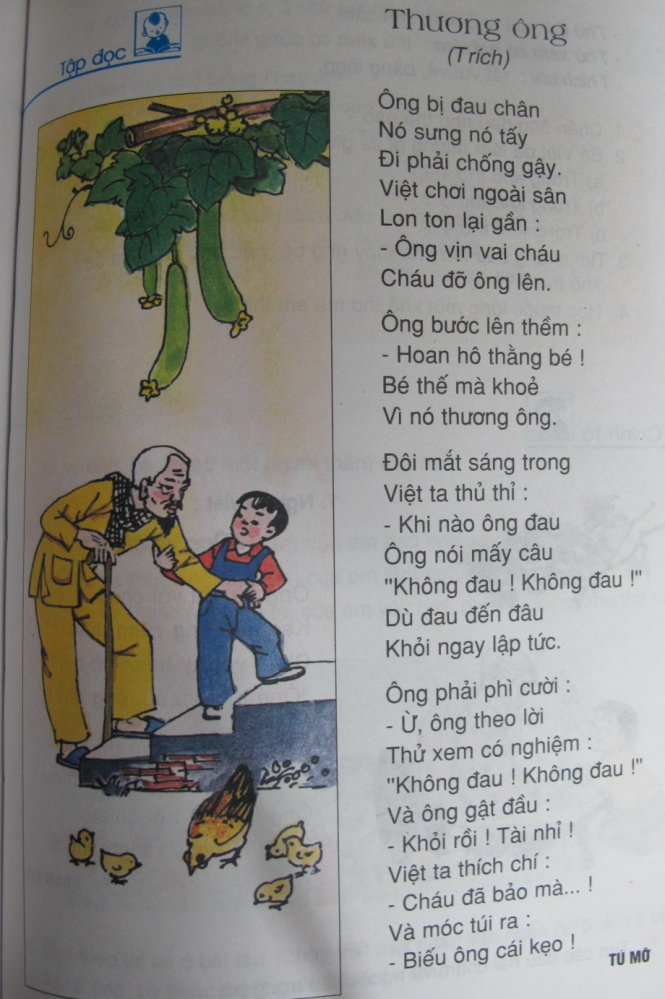 Tập đọc
Thương ông
(Trích)
Ông bị đau chân
Nó sưng nó tấy
Đi phải chống gậy.
Việt chơi ngoài sân
Lon ton lại gần :
- Ông vịn vai cháu
Cháu đỡ ông lên.
Ông bước lên thềm :
- Hoan hô thằng bé !
Bé thế mà khoẻ
Vì nó thương ông.
Đôi mắt sáng trong
Việt ta thủ thỉ :
- Khi nào ông đau
Ông nói mấy câu
"Không đau ! Không đau !"
Dù đau đến đâu
Khỏi ngay lập tức.
Ông phải phì cười :
- Ừ, ông theo lời
Thử xem có nghiệm :
"Không đau ! Không đau !"
Và ông gật đầu :
- Khỏi rồi ! Tài nhỉ !
Việt ta thích chí :
- Cháu đã bảo mà... !
Và móc túi ra :
- Biếu ông cái kẹo !
TÚ MỠ